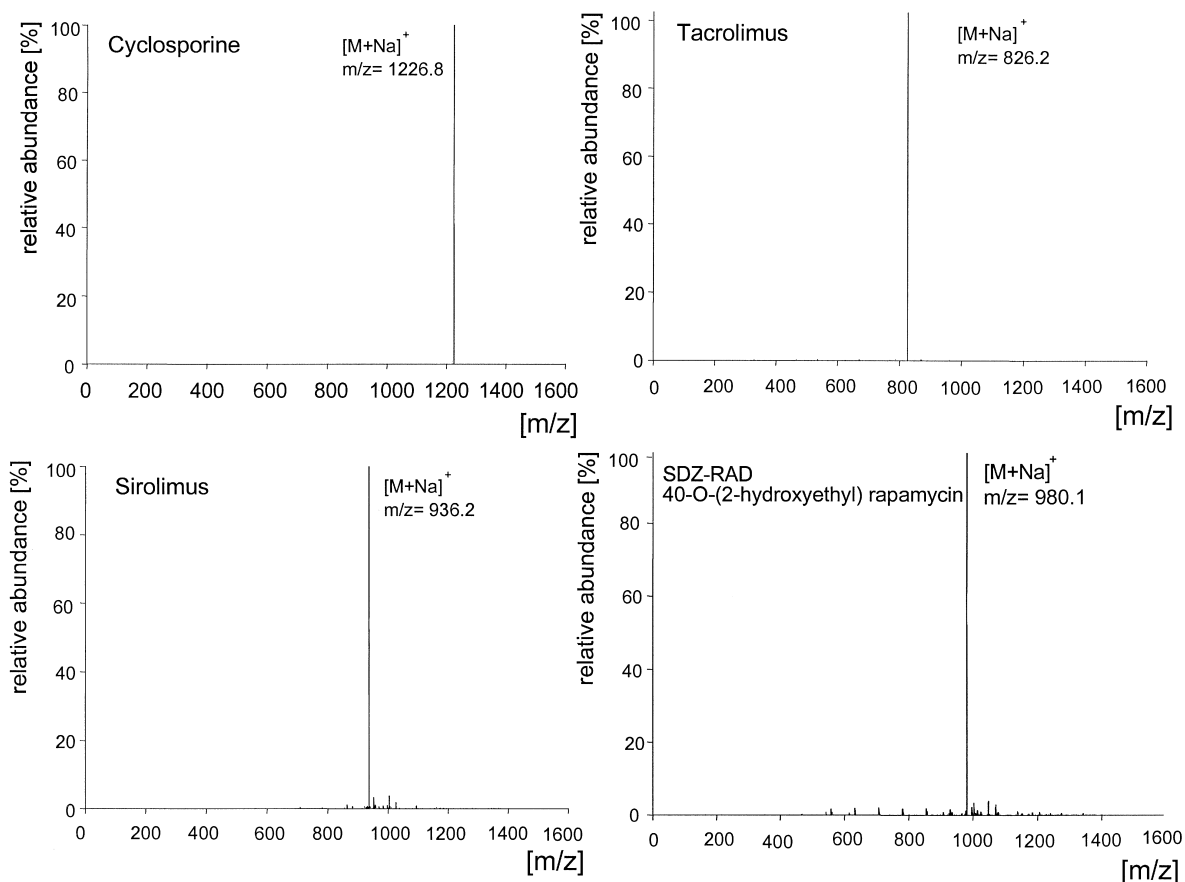 relative abundance [%]
100
80
60
40
20
0
Cyclosporine
[M+Na]+
m/z= 1226.8
0 200 400 600 800 1000 1200 1400 1600
[m/z]
relative abundance [%]
100
80
60
40
20
0
Tacrolimus
[M+Na]+
m/z= 826.2
0 200 400 600 800 1000 1200 1400 1600
[m/z]
relative abundance [%]
100
80
60
40
20
0
Sirolimus
[M+Na]+
m/z= 936.2
0 200 400 600 800 1000 1200 1400 1600
[m/z]
relative abundance [%]
100
80
60
40
20
0
SDZ-RAD
40-O-(2-hydroxyethyl) rapamycin
[M+Na]+
m/z= 980.1
0 200 400 600 800 1000 1200 1400 1600
[m/z]